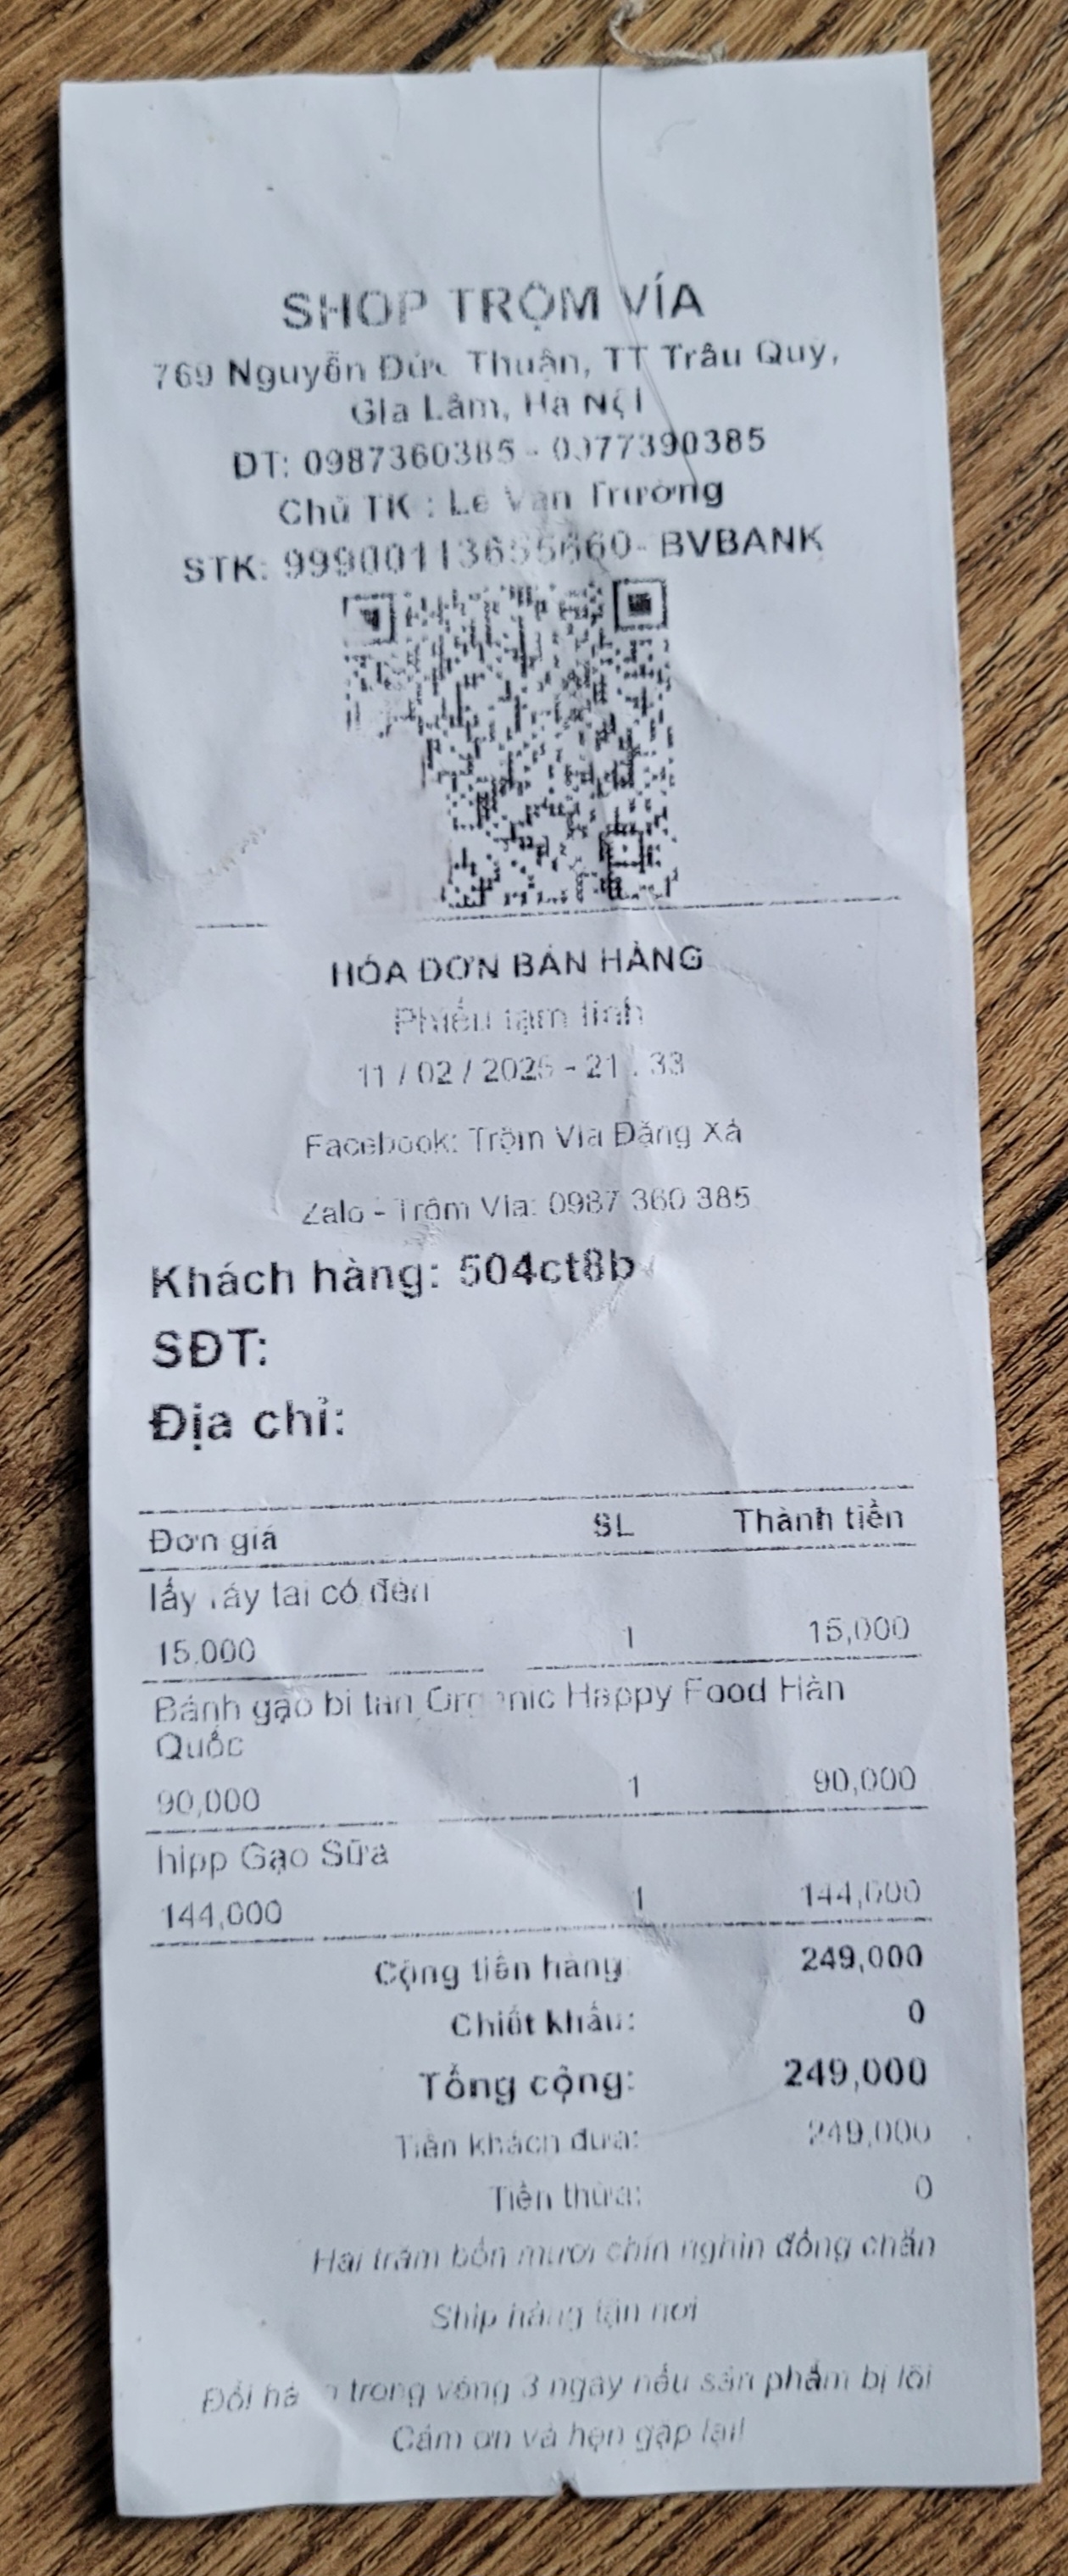 SHOP TRỘM VÍA
769 Nguyễn Đức Thuận, TT Trâu Quỳ,
Gia Lâm, Hà Nội
ĐT: 0987360385 - 0977390385
Chủ TK : Lê Văn Trường
STK: - BVBANK
HÓA ĐƠN BÁN HÀNG
Phiếu tạm tính
11 / 02 / 2025 - 21 : 33
Facebook: Trộm Vía Đặng Xá
Zalo - Trộm Vía: 0987 360 385
Khách hàng: 504ct8b
SĐT:
Địa chỉ:
Đơn giá SL Thành tiền
lấy ráy tai có đèn
15,000 1 15,000
Bánh gạo bỉ tan Organic Happy Food Hàn
Quốc
90,000 1 90,000
hipp Gạo Sữa
144,000 1 144,000
Cộng tiền hàng: 249,000
Chiết khấu: 0
Tổng cộng: 249,000
Tiền khách đưa: 249,000
Tiền thừa: 0
Hai trăm bốn mươi chín nghìn đồng chẵn
Ship hàng tận nơi
Đổi hàng trong vòng 3 ngày nếu sản phẩm bị lỗi
Cảm ơn và hẹn gặp lại!